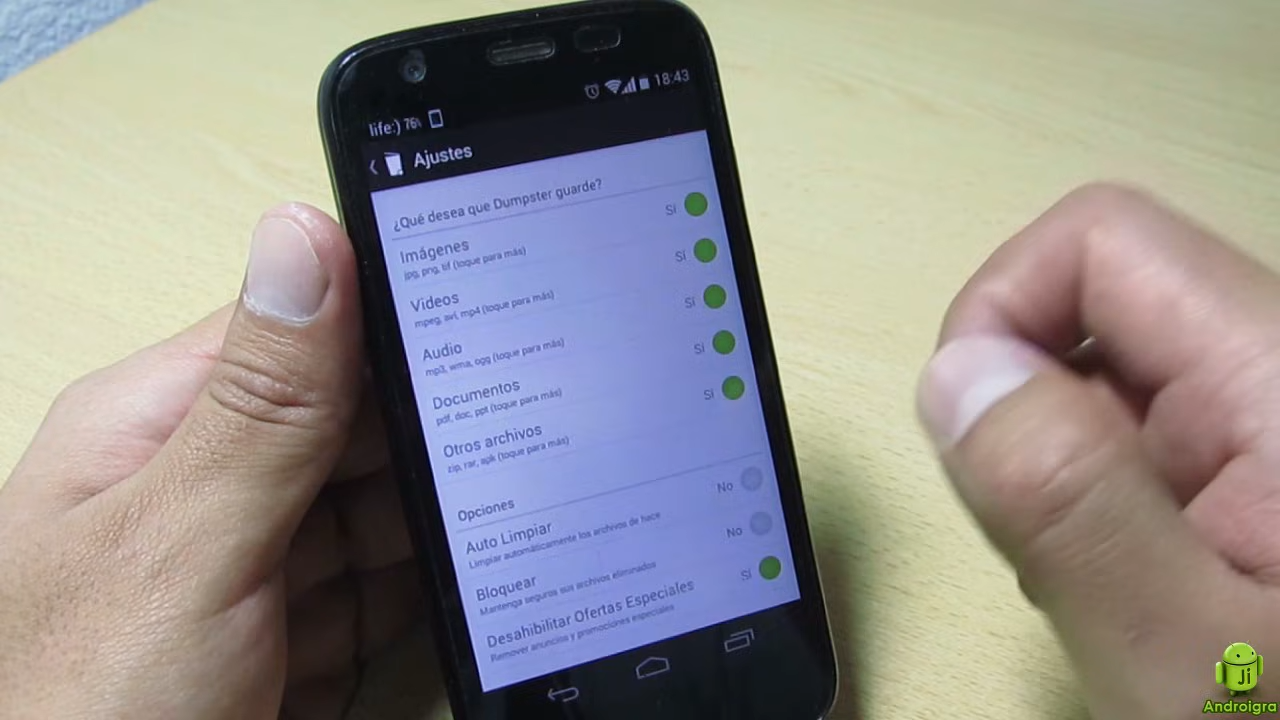 life:) 76% 18:43
Ajustes
¿Qué desea que Dumpster guarde?
Imágenes Sí
jpg, png, tif (toque para más)
Videos Sí
mpeg, avi, mp4 (toque para más)
Audio Sí
mp3, wma, ogg (toque para más)
Documentos Sí
pdf, doc, ppt (toque para más)
Otros archivos Sí
zip, rar, apk (toque para más)
Opciones
Auto Limpiar No
Limpiar automáticamente los archivos de hace
Bloquear No
Mantenga seguros sus archivos eliminados
Desahibilitar Ofertas Especiales Sí
Remover anuncios y promociones especiales
Ji
Androigra